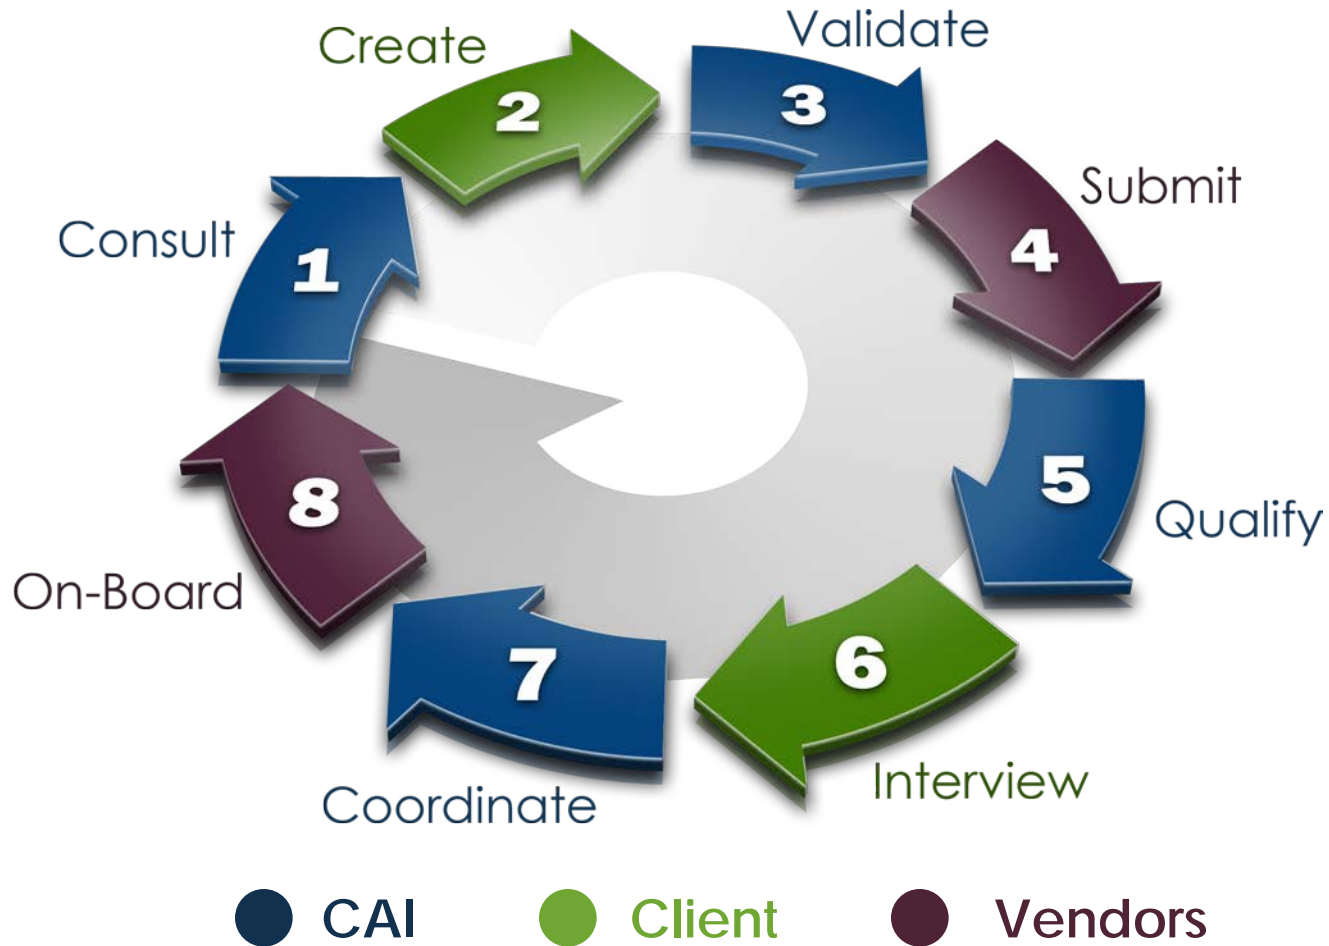 Consult
1
Create
2
Validate
3
Submit
4
5
Qualify
6
Interview
7
Coordinate
8
On-Board
CAI
Client
Vendors